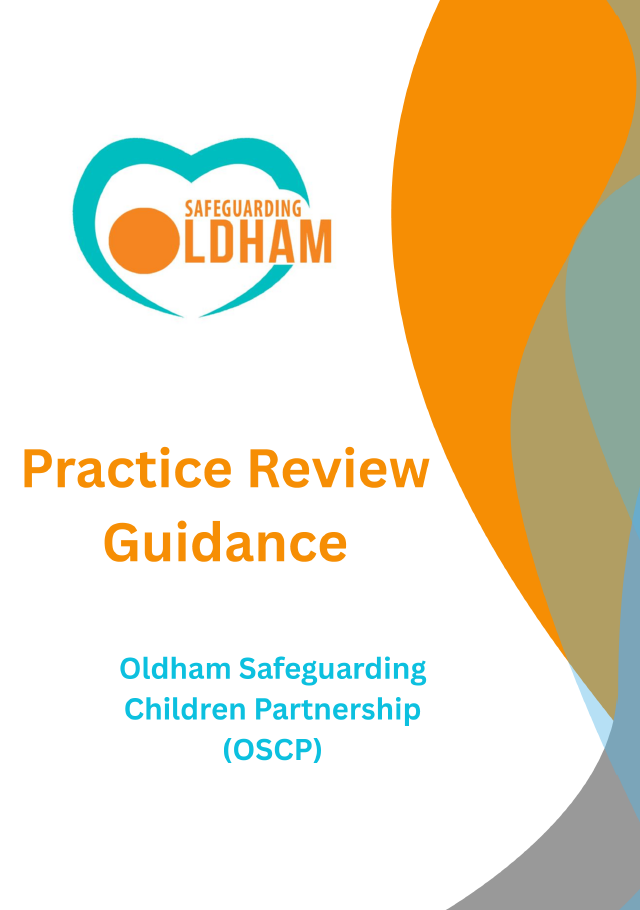 SAFEGUARDING
OLDHAM
Practice Review
Guidance
Oldham Safeguarding
Children Partnership
(OSCP)